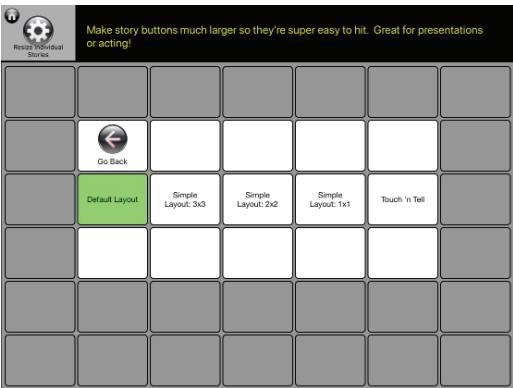 Make story buttons much larger so they're super easy to hit. Great for presentations
or acting!
Resize Individual
Stories
Go Back
Default Layout
Simple
Layout: 3x3
Simple
Layout: 2x2
Simple
Layout: 1x1
Touch 'n Tell